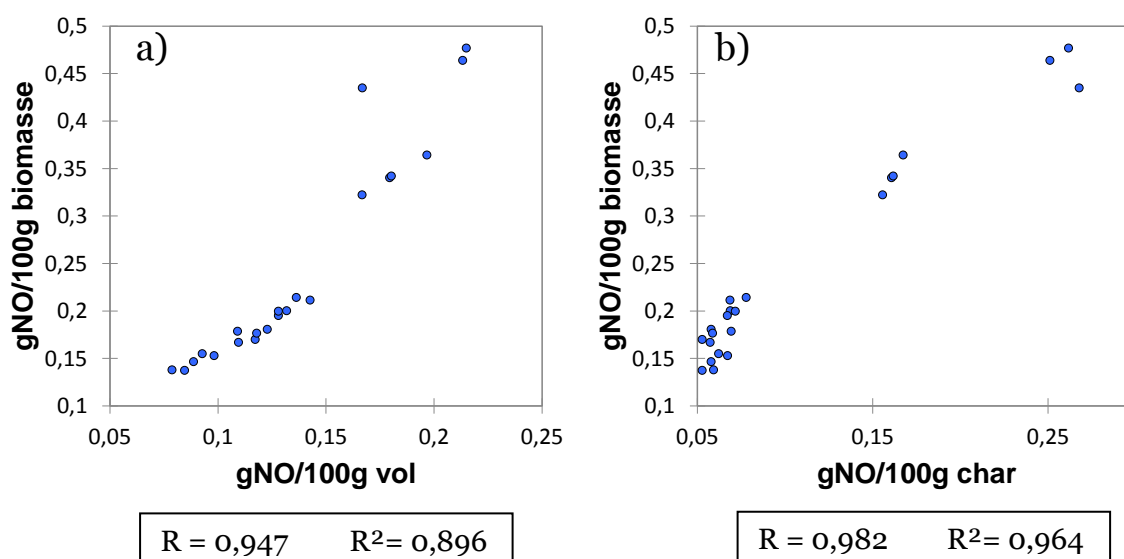 a)
gNO/100g biomasse
0,5
0,45
0,4
0,35
0,3
0,25
0,2
0,15
0,1
0,05 0,1 0,15 0,2 0,25
gNO/100g vol
R = 0,947 R²= 0,896
b)
gNO/100g biomasse
0,5
0,45
0,4
0,35
0,3
0,25
0,2
0,15
0,1
0,05 0,15 0,25
gNO/100g char
R = 0,982 R²= 0,964